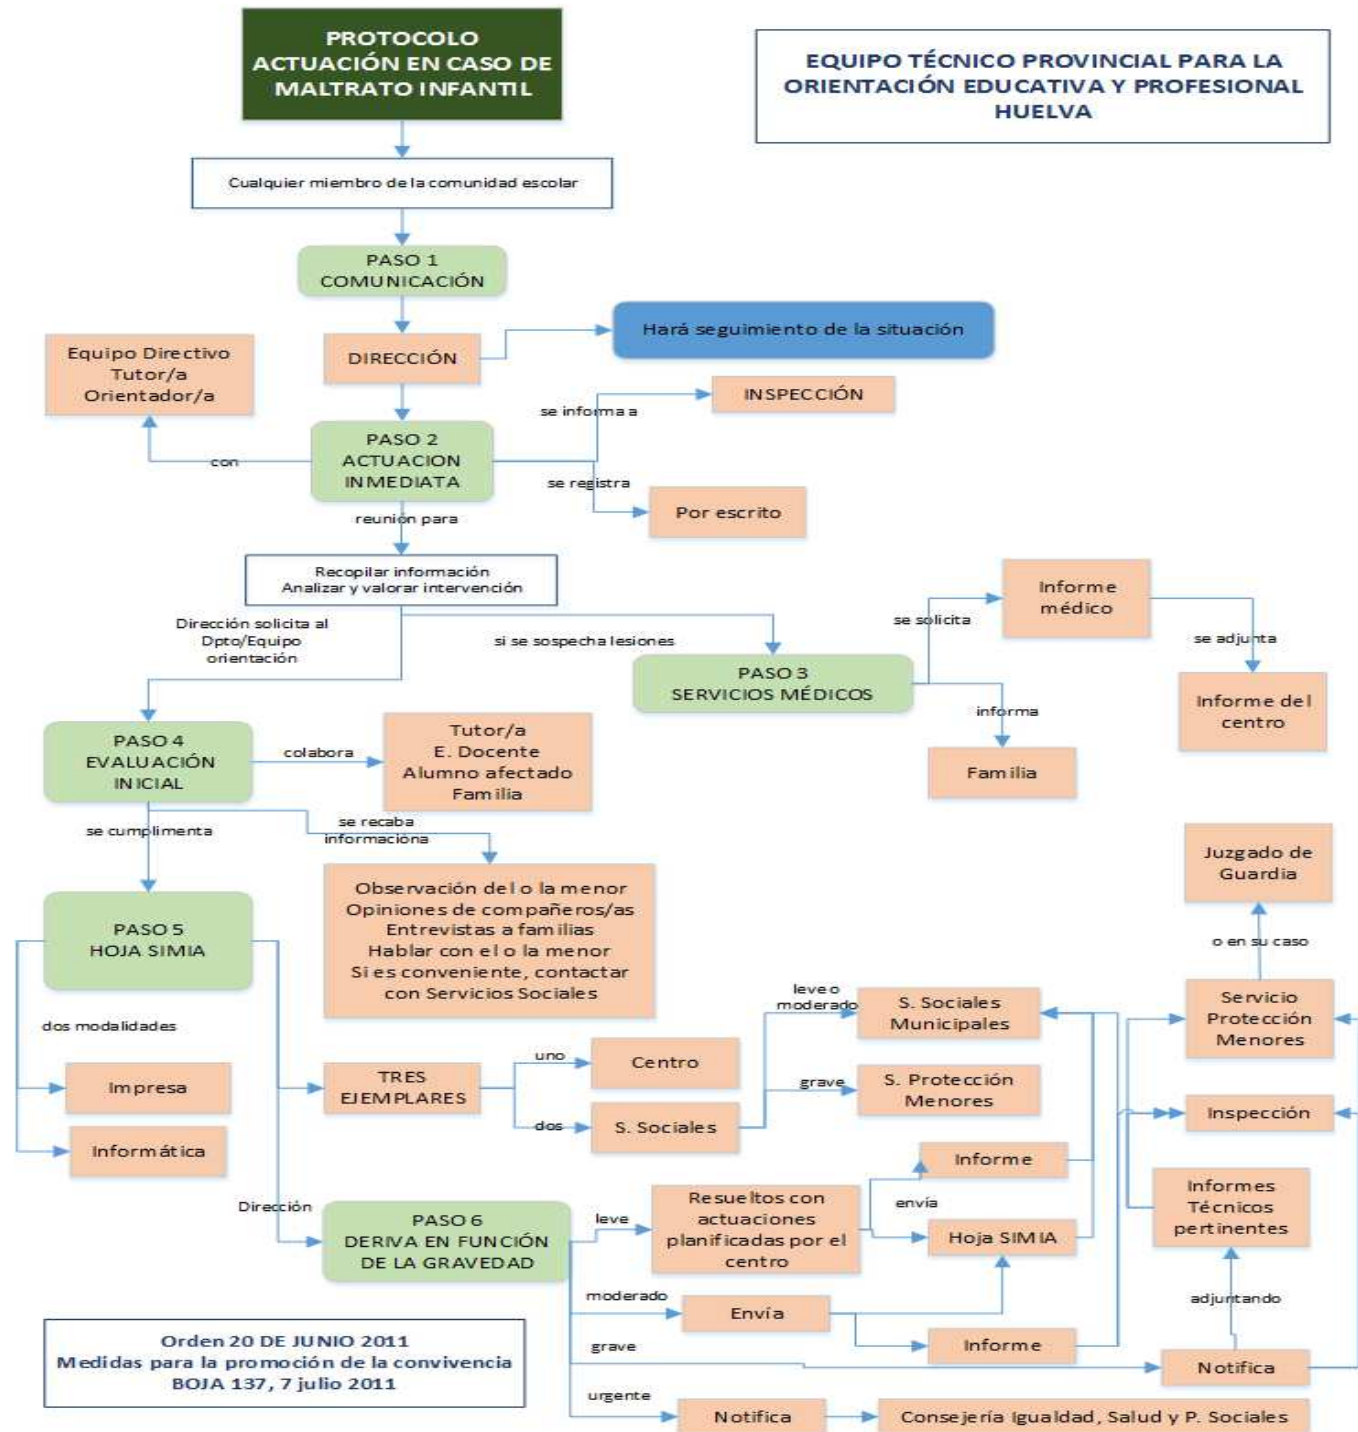 PROTOCOLO
ACTUACIÓN EN CASO DE
MALTRATO INFANTIL
EQUIPO TÉCNICO PROVINCIAL PARA LA
ORIENTACIÓN EDUCATIVA Y PROFESIONAL
HUELVA
Cualquier miembro de la comunidad escolar
PASO 1
COMUNICACIÓN
Hará seguimiento de la situación
Equipo Directivo
Tutor/a
Orientador/a
DIRECCIÓN
INSPECCIÓN
se informa a
PASO 2
ACTUACION
INMEDIATA
con
se registra
Por escrito
reunión para
Recopilar información
Analizar y valorar intervención
Dirección solicita al
Dpto/Equipo
orientación
si se sospecha lesiones
PASO 3
SERVICIOS MÉDICOS
se solicita
Informe
médico
se adjunta
Informe del
centro
informa
Familia
PASO 4
EVALUACIÓN
INICIAL
colabora
Tutor/a
E. Docente
Alumno afectado
Familia
se cumplimenta
se recaba
informacióna
Observación del o la menor
Opiniones de compañeros/as
Entrevistas a familias
Hablar con el o la menor
Si es conveniente, contactar
con Servicios Sociales
Juzgado de
Guardia
o en su caso
PASO 5
HOJA SIMIA
dos modalidades
Impresa
Informática
TRES
EJEMPLARES
uno
Centro
dos
S. Sociales
leve o
moderado
S. Sociales
Municipales
grave
S. Protección
Menores
Servicio
Protección
Menores
Inspección
Informes
Técnicos
pertinentes
Dirección
PASO 6
DERIVA EN FUNCIÓN
DE LA GRAVEDAD
leve
Resueltos con
actuaciones
planificadas por el
centro
envía
Informe
Hoja SIMIA
moderado
Envía
Informe
adjuntando
grave
Notifica
urgente
Notifica
Consejería Igualdad, Salud y P. Sociales
Orden 20 DE JUNIO 2011
Medidas para la promoción de la convivencia
BOJA 137, 7 julio 2011